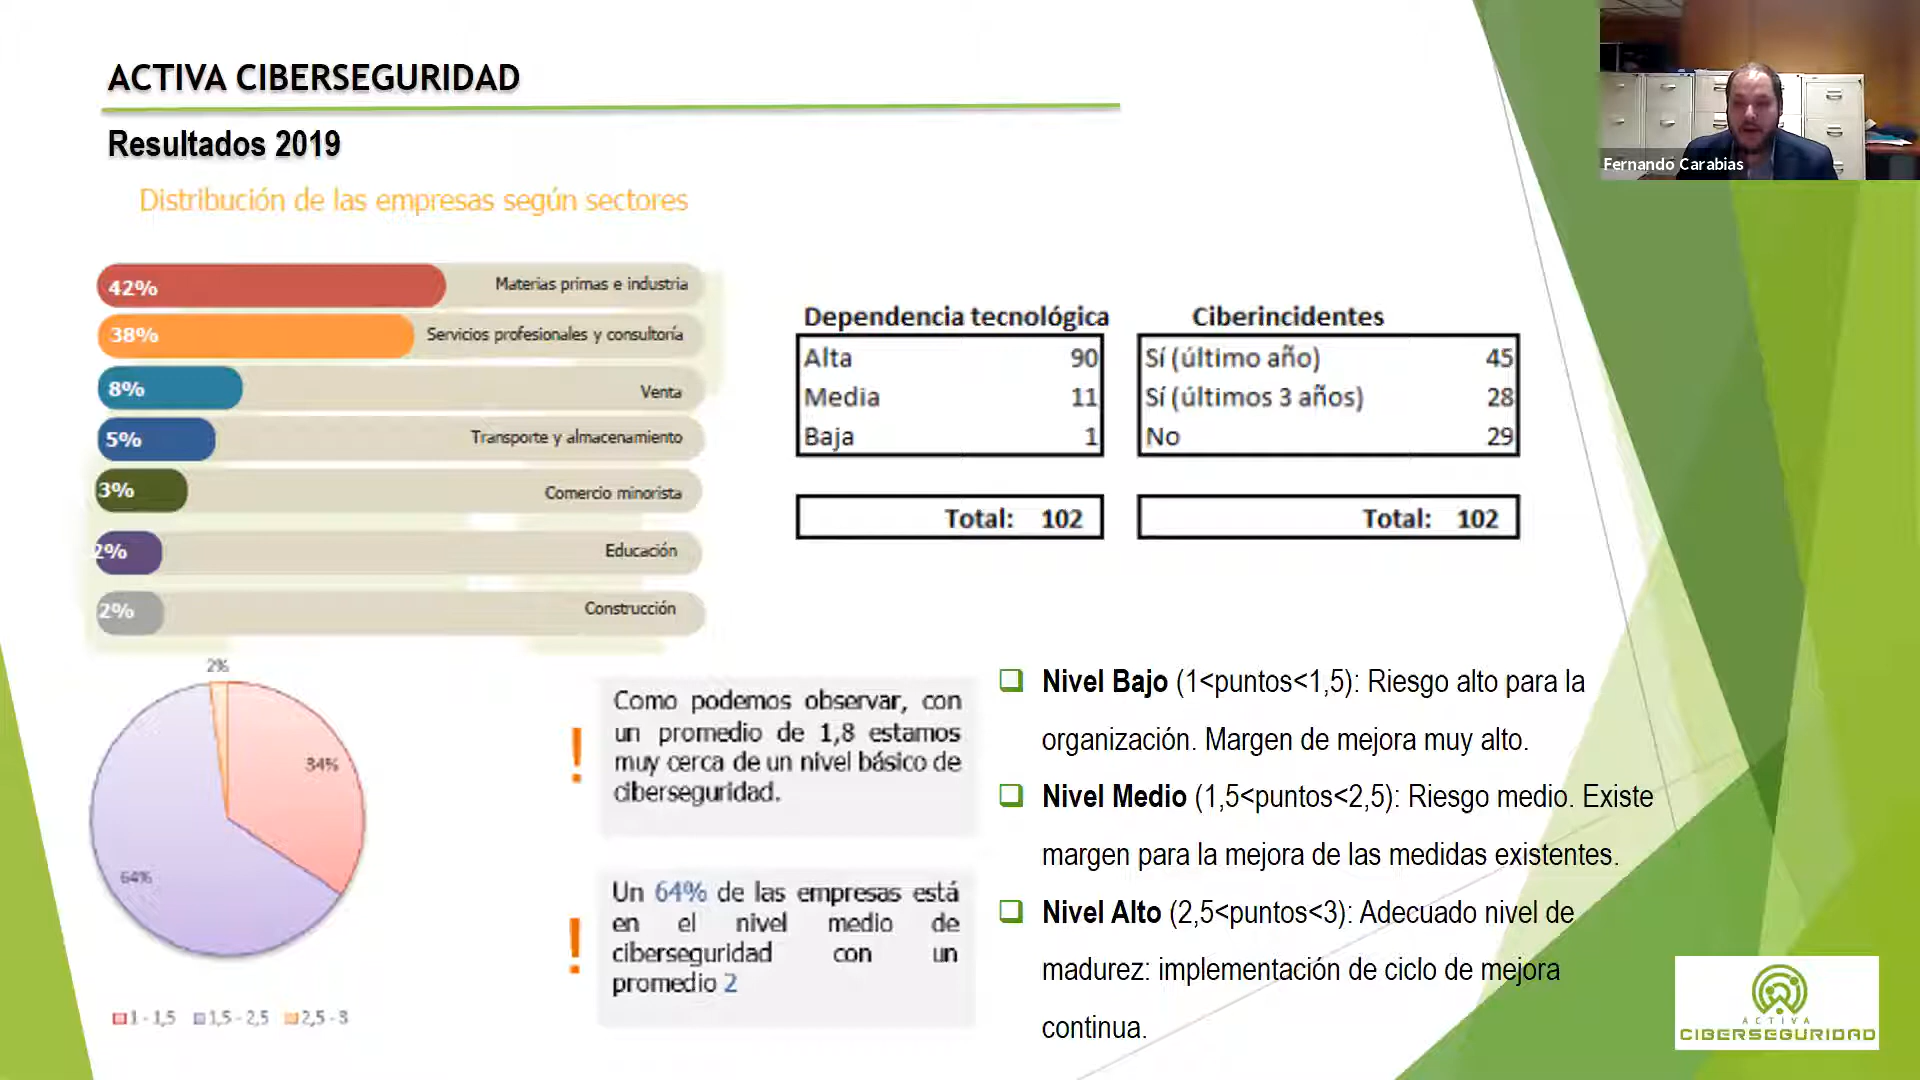 ACTIVA CIBERSEGURIDAD
Fernando Carabias
Resultados 2019
Distribución de las empresas según sectores
42% Materias primas e industria
38% Servicios profesionales y consultoría
8% Venta
5% Transporte y almacenamiento
3% Comercio minorista
2% Educación
2% Construcción
Dependencia tecnológica
Alta 90
Media 11
Baja 1
Total: 102
Ciberincidentes
Sí (último año) 45
Sí (últimos 3 años) 28
No 29
Total: 102
2%
34%
64%
1 - 1,5 1,5 - 2,5 2,5 - 3
! Como podemos observar, con
un promedio de 1,8 estamos
muy cerca de un nivel básico de
ciberseguridad.
! Un 64% de las empresas está
en el nivel medio de
ciberseguridad con un
promedio 2
Nivel Bajo (1<puntos<1,5): Riesgo alto para la
organización. Margen de mejora muy alto.
Nivel Medio (1,5<puntos<2,5): Riesgo medio. Existe
margen para la mejora de las medidas existentes.
Nivel Alto (2,5<puntos<3): Adecuado nivel de
madurez: implementación de ciclo de mejora
continua.
ACTIVA
CIBERSEGURIDAD